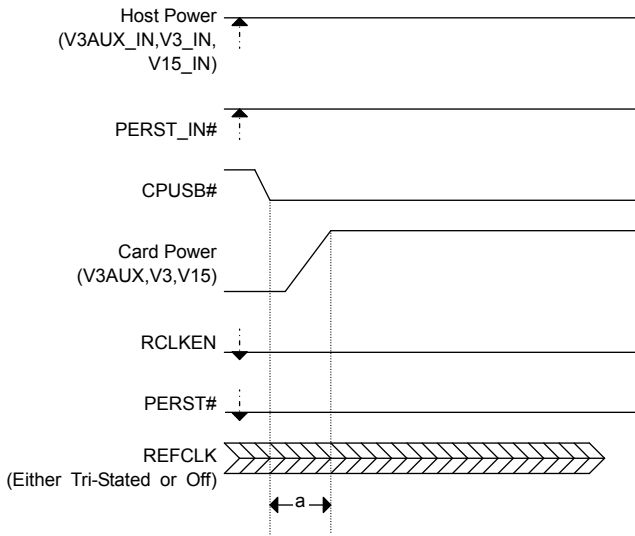 Host Power
(V3AUX_IN,V3_IN,
V15_IN)
PERST_IN#
CPUSB#
Card Power
(V3AUX,V3,V15)
RCLKEN
PERST#
REFCLK
(Either Tri-Stated or Off)
a